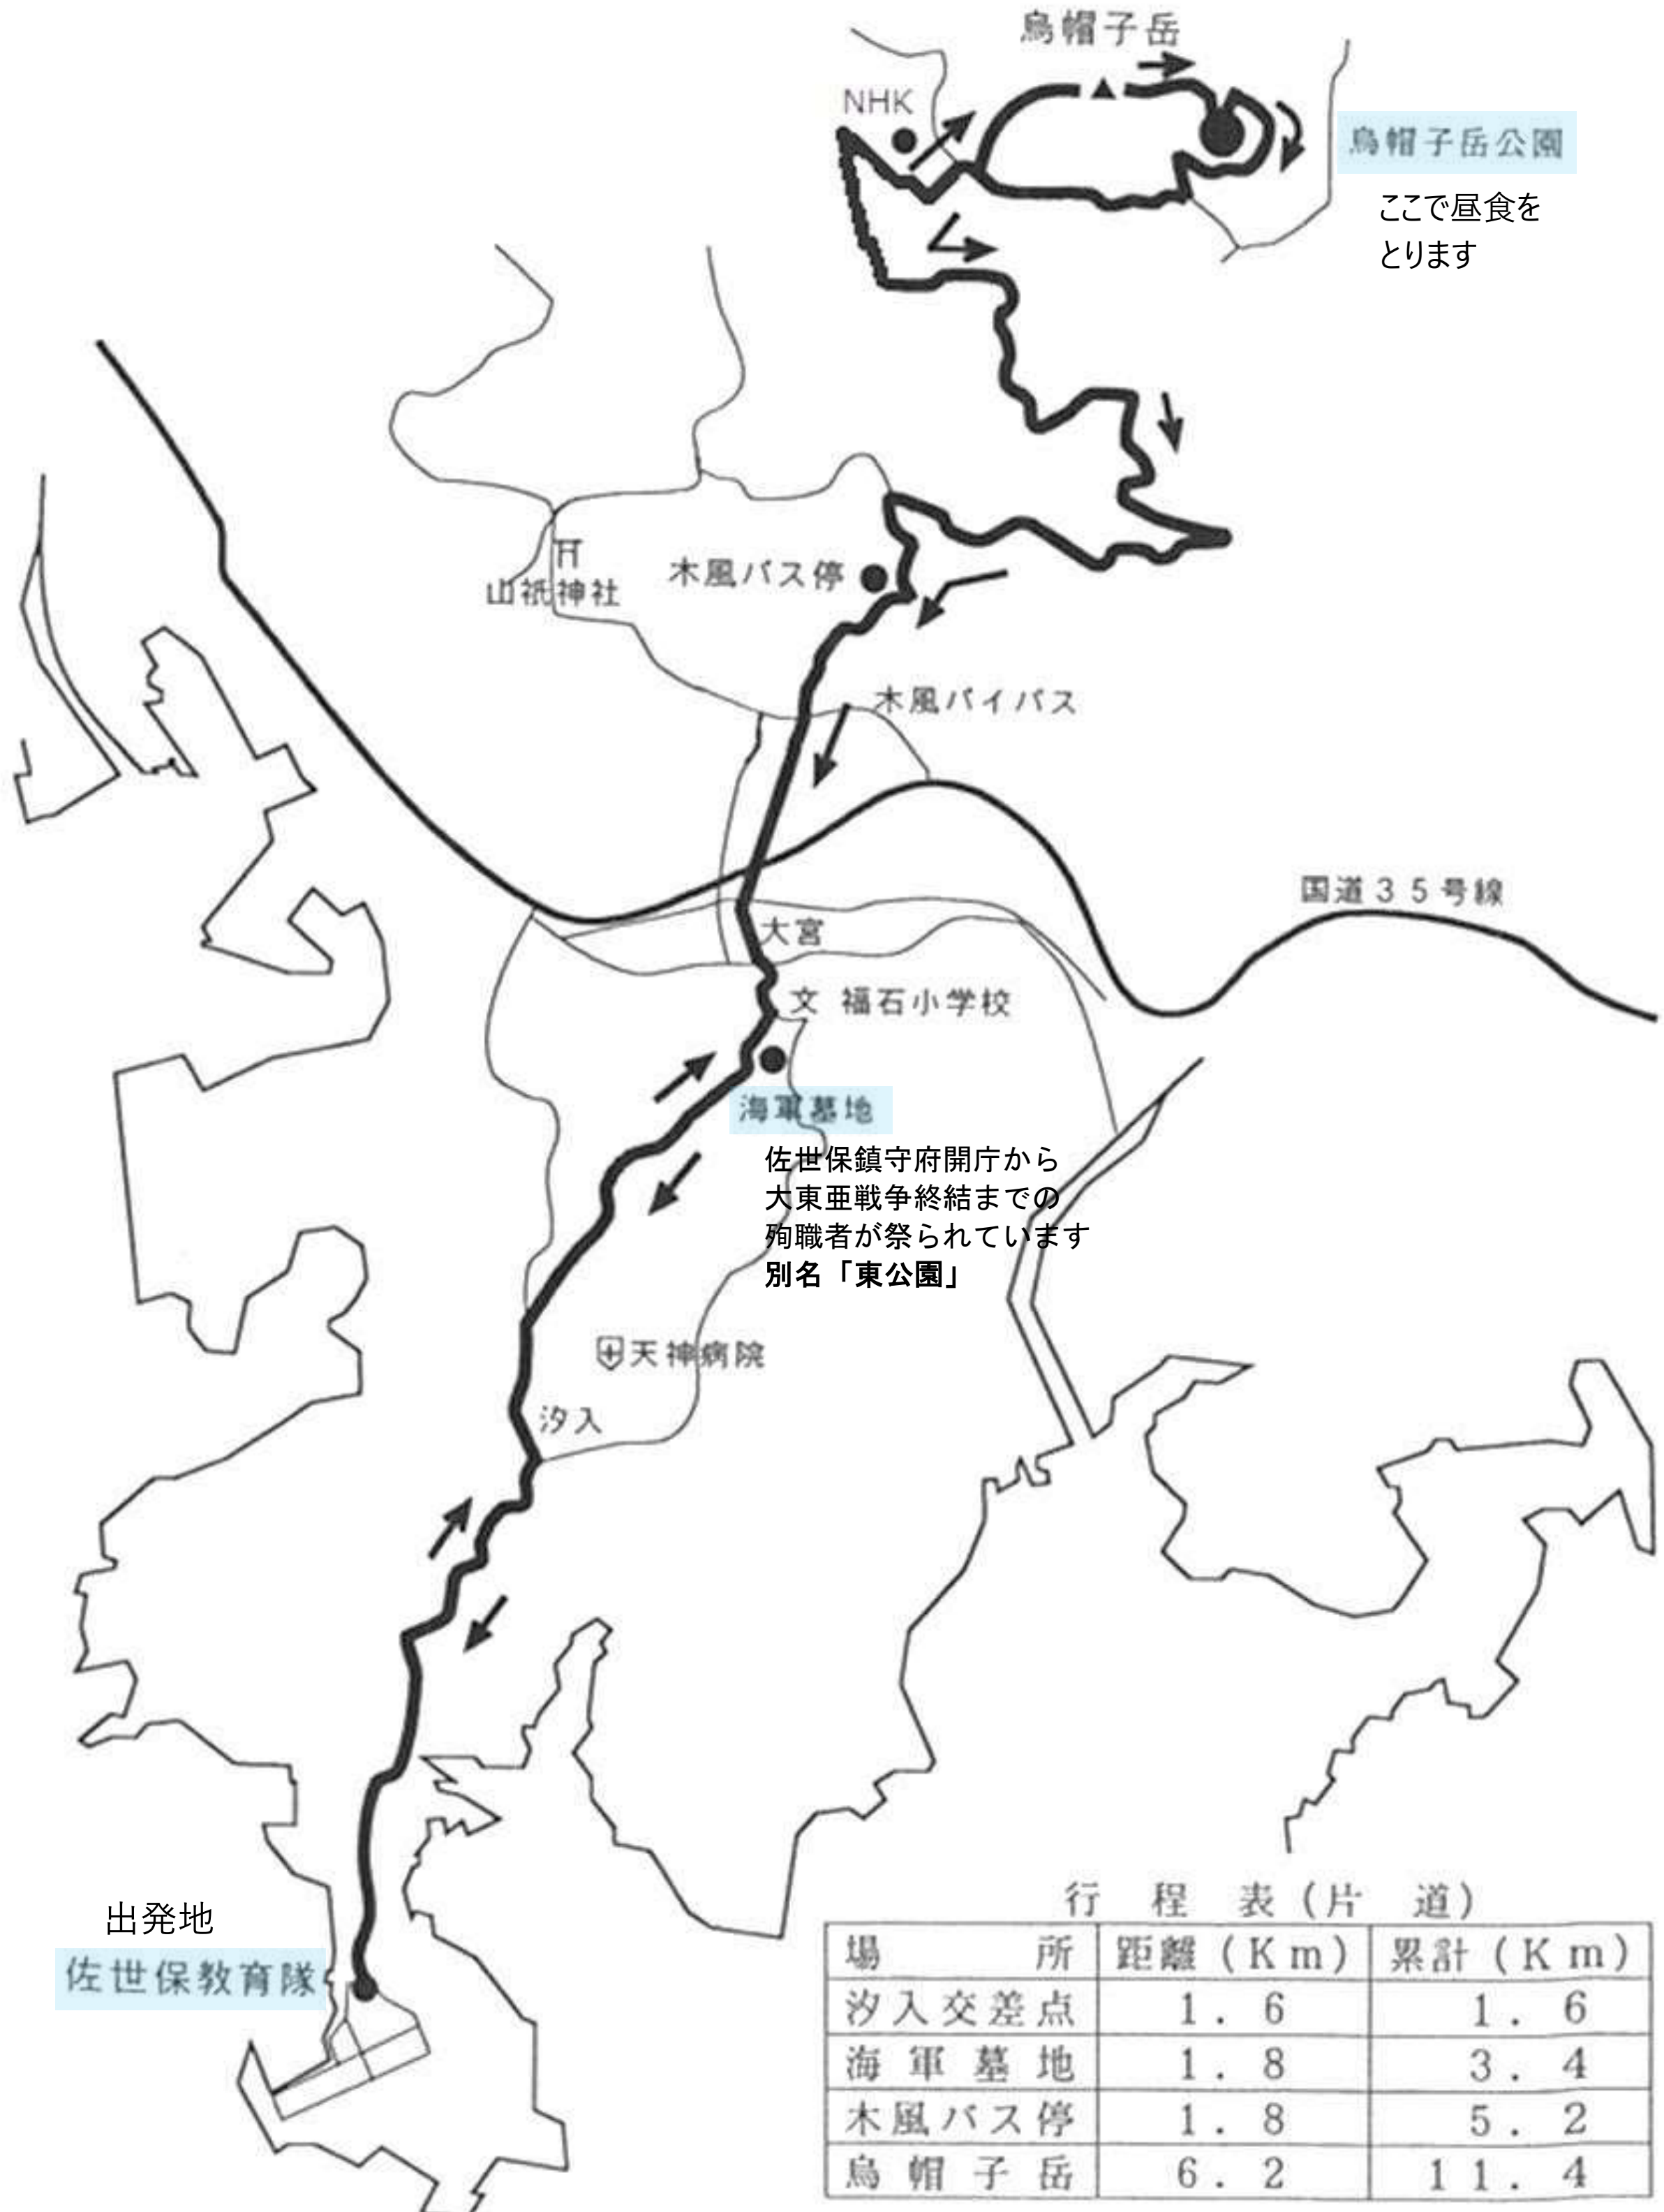 烏帽子岳
NHK
烏帽子岳公園
ここで昼食を
とります
山祇神社
木風バス停
木風バイパス
国道３５号線
大宮
文 福石小学校
海軍墓地
佐世保鎮守府開庁から
大東亜戦争終結までの
殉職者が祭られています
別名「東公園」
天神病院
汐入
出発地
佐世保教育隊
行程表(片道)
場所 距離(Km) 累計(Km)
汐入交差点 1.6 1.6
海軍墓地 1.8 3.4
木風バス停 1.8 5.2
烏帽子岳 6.2 11.4